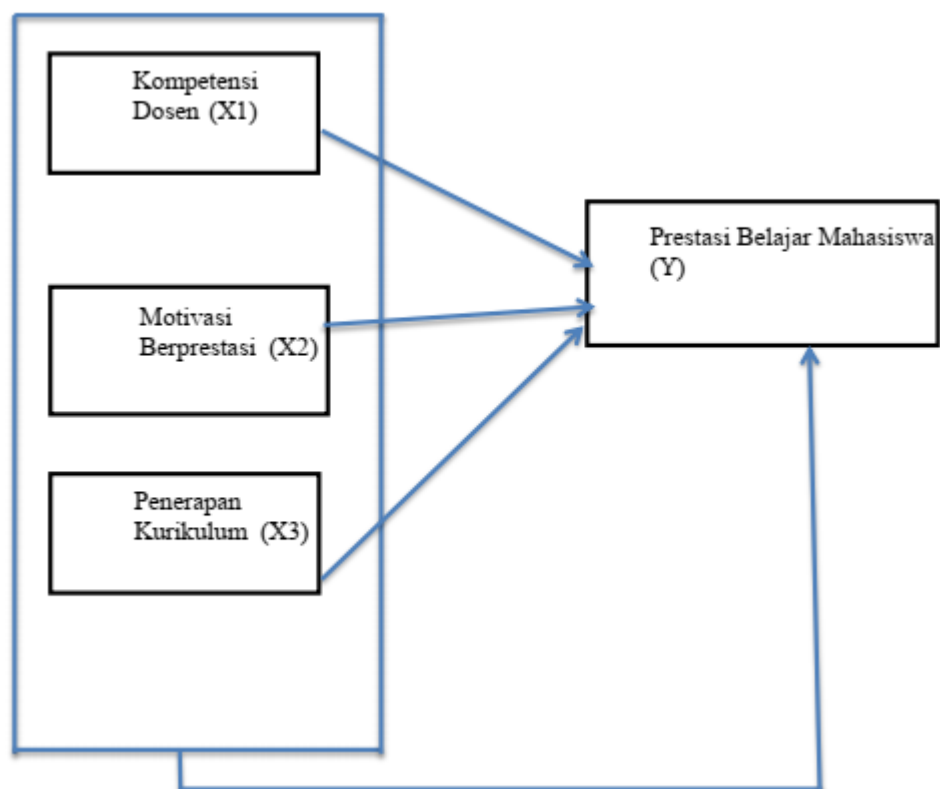 Kompetensi
Dosen (X1)
Prestasi Belajar Mahasiswa
(Y)
Motivasi
Berprestasi (X2)
Penerapan
Kurikulum (X3)